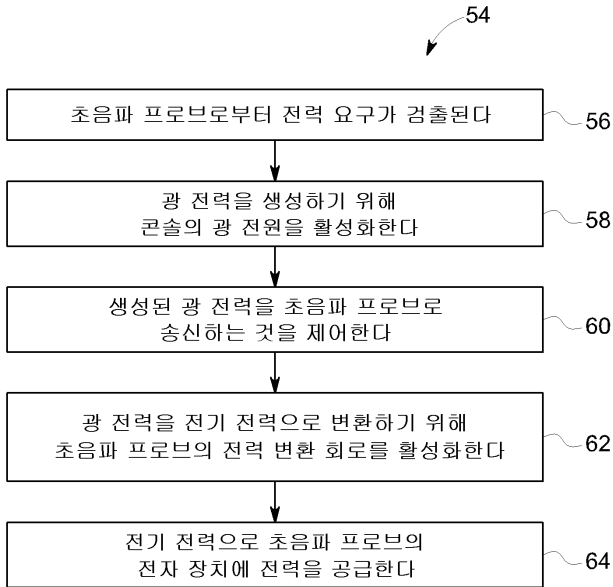 54
초음파 프로브로부터 전력 요구가 검출된다
56
광 전력을 생성하기 위해
콘솔의 광 전원을 활성화한다
58
생성된 광 전력을 초음파 프로브로
송신하는 것을 제어한다
60
광 전력을 전기 전력으로 변환하기 위해
초음파 프로브의 전력 변환 회로를 활성화한다
62
전기 전력으로 초음파 프로브의
전자 장치에 전력을 공급한다
64